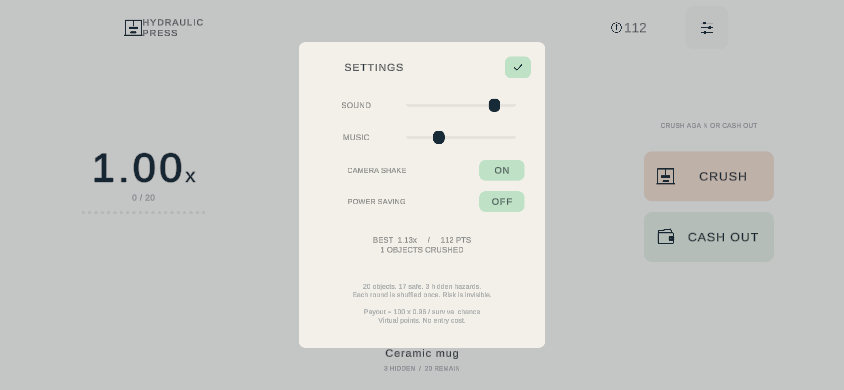 HYDRAULIC
PRESS
112
SETTINGS
SOUND
MUSIC
CAMERA SHAKE
ON
POWER SAVING
OFF
BEST 1.13x / 112 PTS
1 OBJECTS CRUSHED
20 objects. 17 safe. 3 hidden hazards.
Each round is shuffled once. Risk is invisible.
Payout = 100 x 0.96 / survival chance
Virtual points. No entry cost.
1.00x
0 / 20
CRUSH AGAIN OR CASH OUT
CRUSH
CASH OUT
Ceramic mug
3 HIDDEN / 20 REMAIN